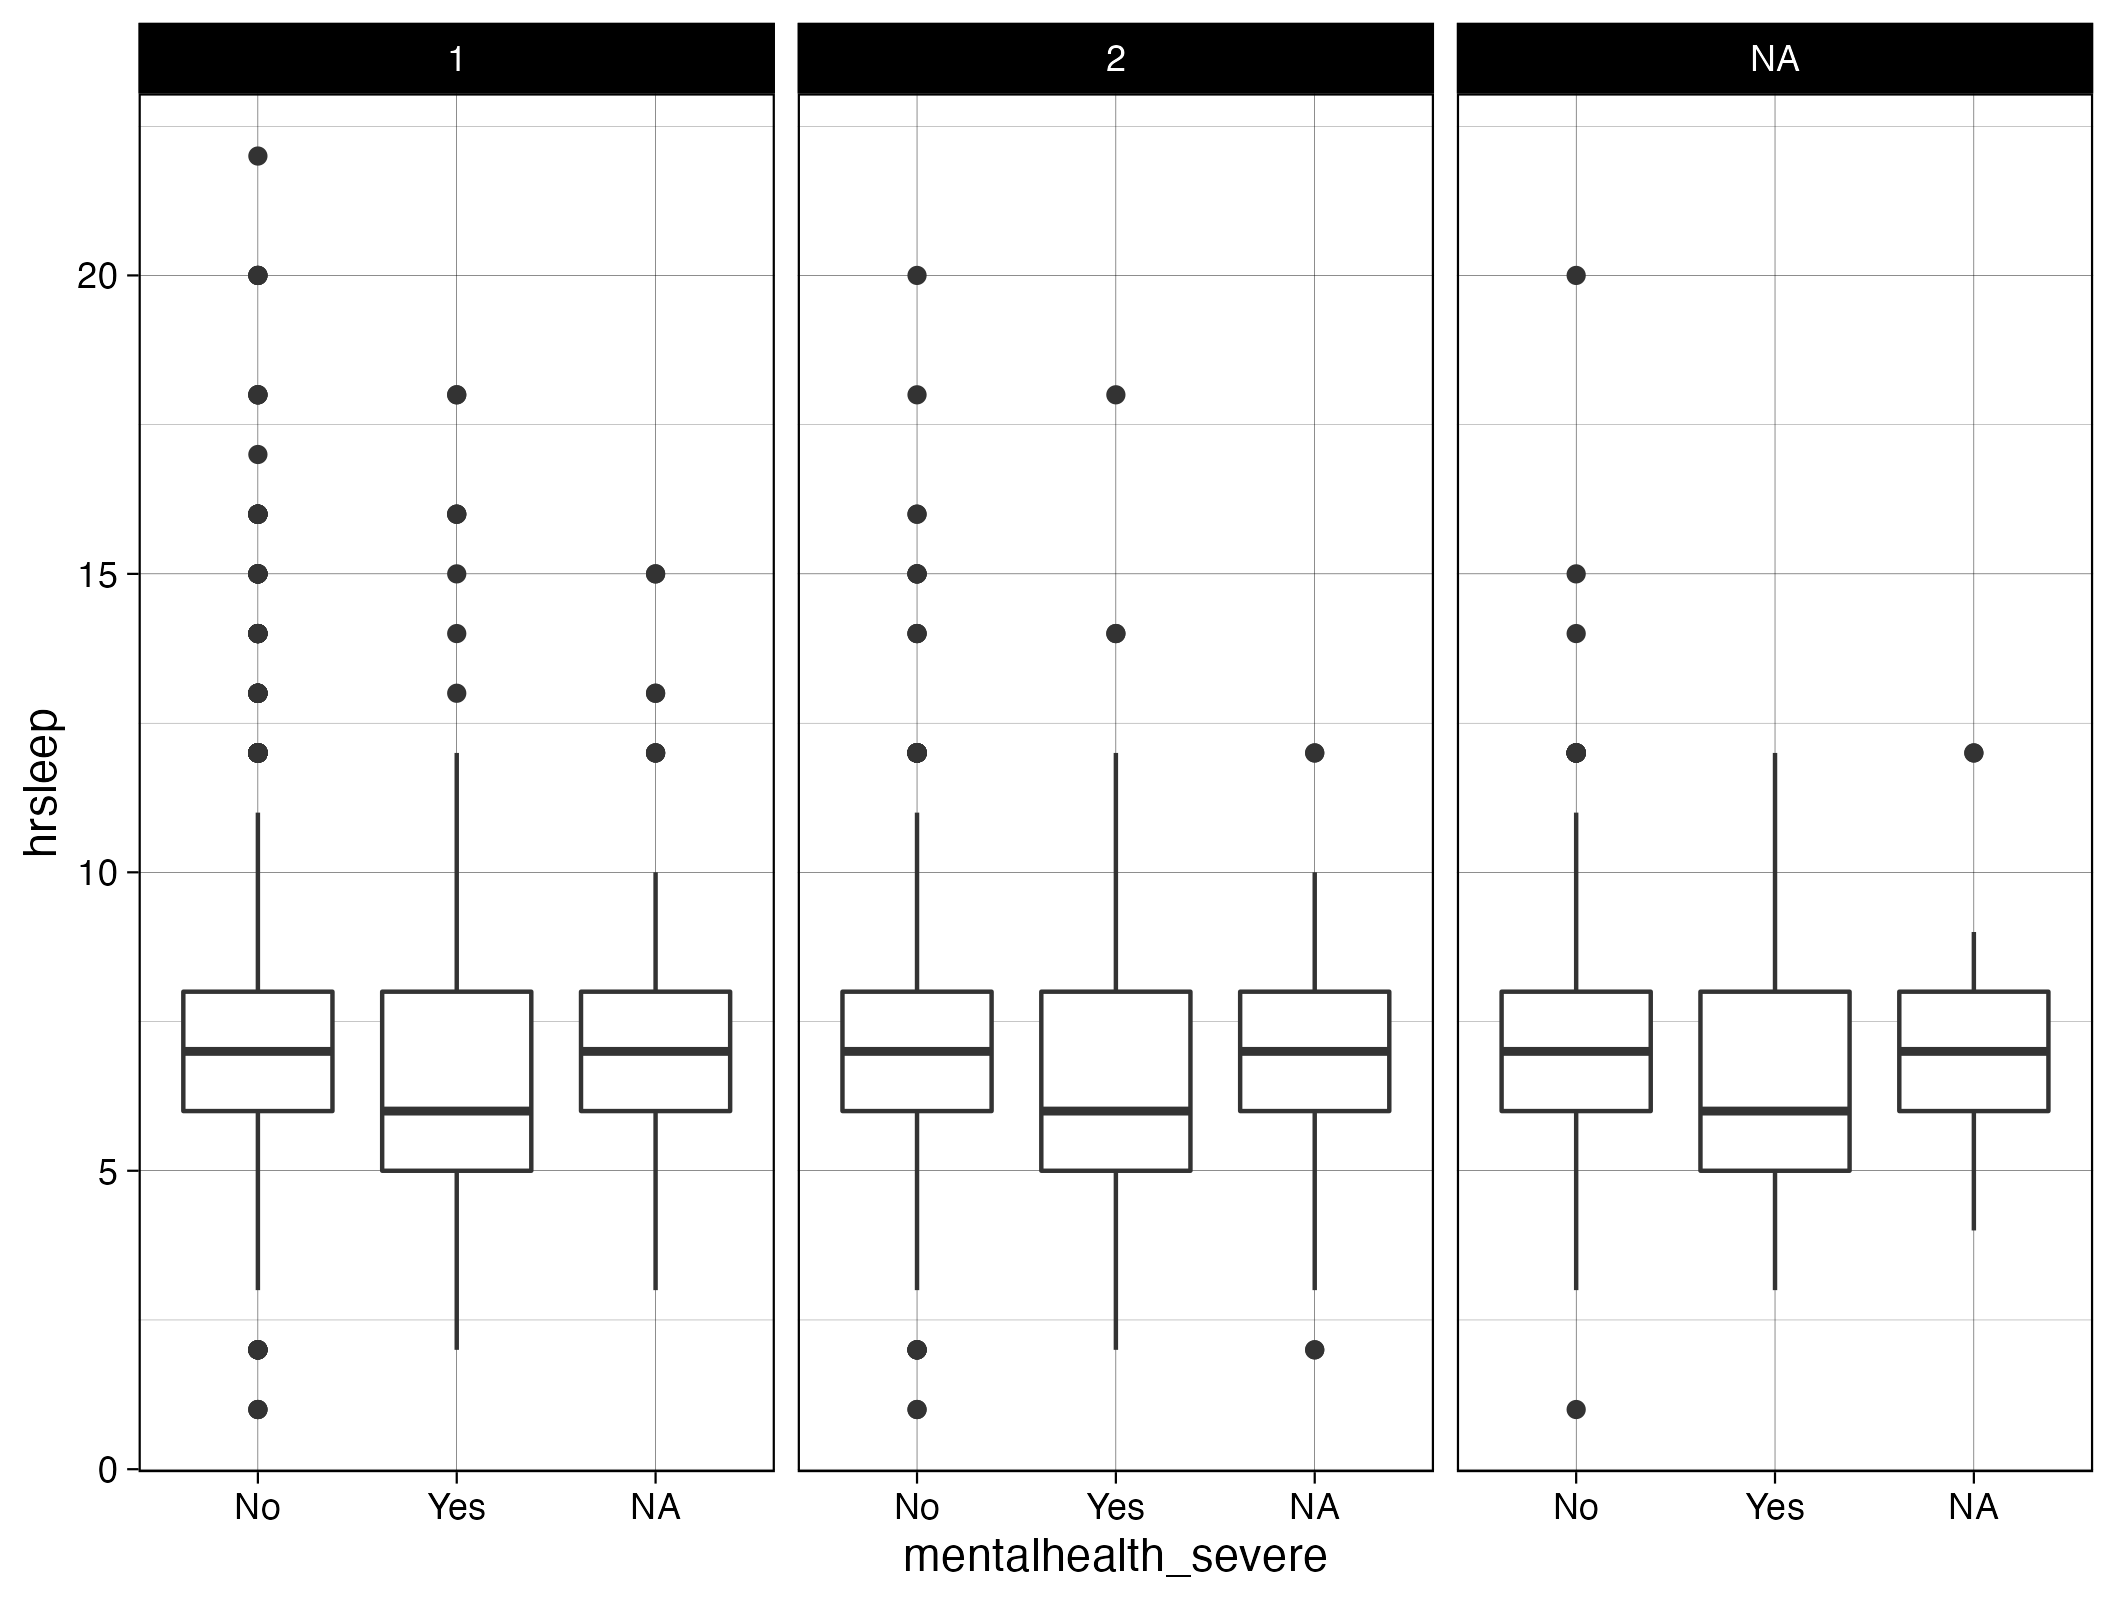 1 2 NA
20
15
10
5
0
hrsleep
No Yes NA No Yes NA No Yes NA
mentalhealth_severe